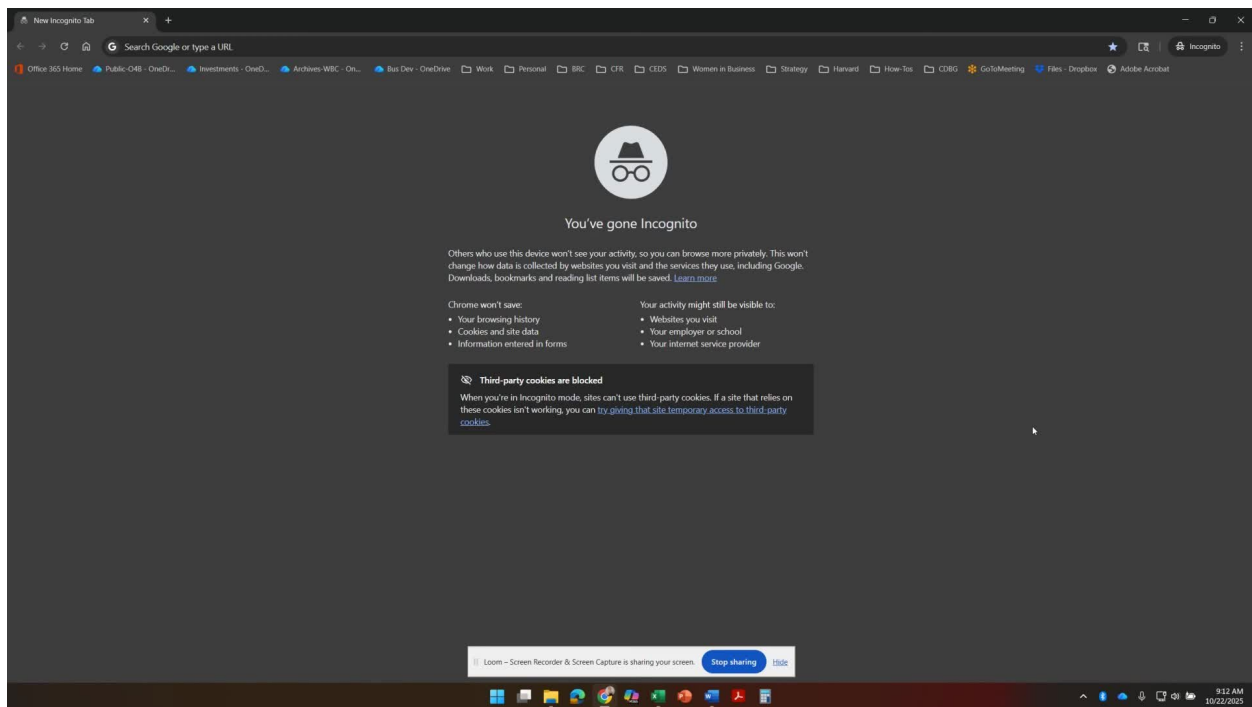 New Incognito Tab
Search Google or type a URL
Incognito
Office 365 Home Public-O4B - OneDr... Investments - OneD... Archives-WBC - On... Bus Dev - OneDrive Work Personal BRC CFR CEDS Women in Business Strategy Harvard How-Tos CDBG GoToMeeting Files - Dropbox Adobe Acrobat
You've gone Incognito
Others who use this device won't see your activity, so you can browse more privately. This won't
change how data is collected by websites you visit and the services they use, including Google.
Downloads, bookmarks and reading list items will be saved. Learn more
Chrome won't save:
• Your browsing history
• Cookies and site data
• Information entered in forms
Your activity might still be visible to:
• Websites you visit
• Your employer or school
• Your internet service provider
Third-party cookies are blocked
When you're in Incognito mode, sites can't use third-party cookies. If a site that relies on
these cookies isn't working, you can try giving that site temporary access to third-party
cookies.
Loom – Screen Recorder & Screen Capture is sharing your screen. Stop sharing Hide
9:12 AM
10/22/2025